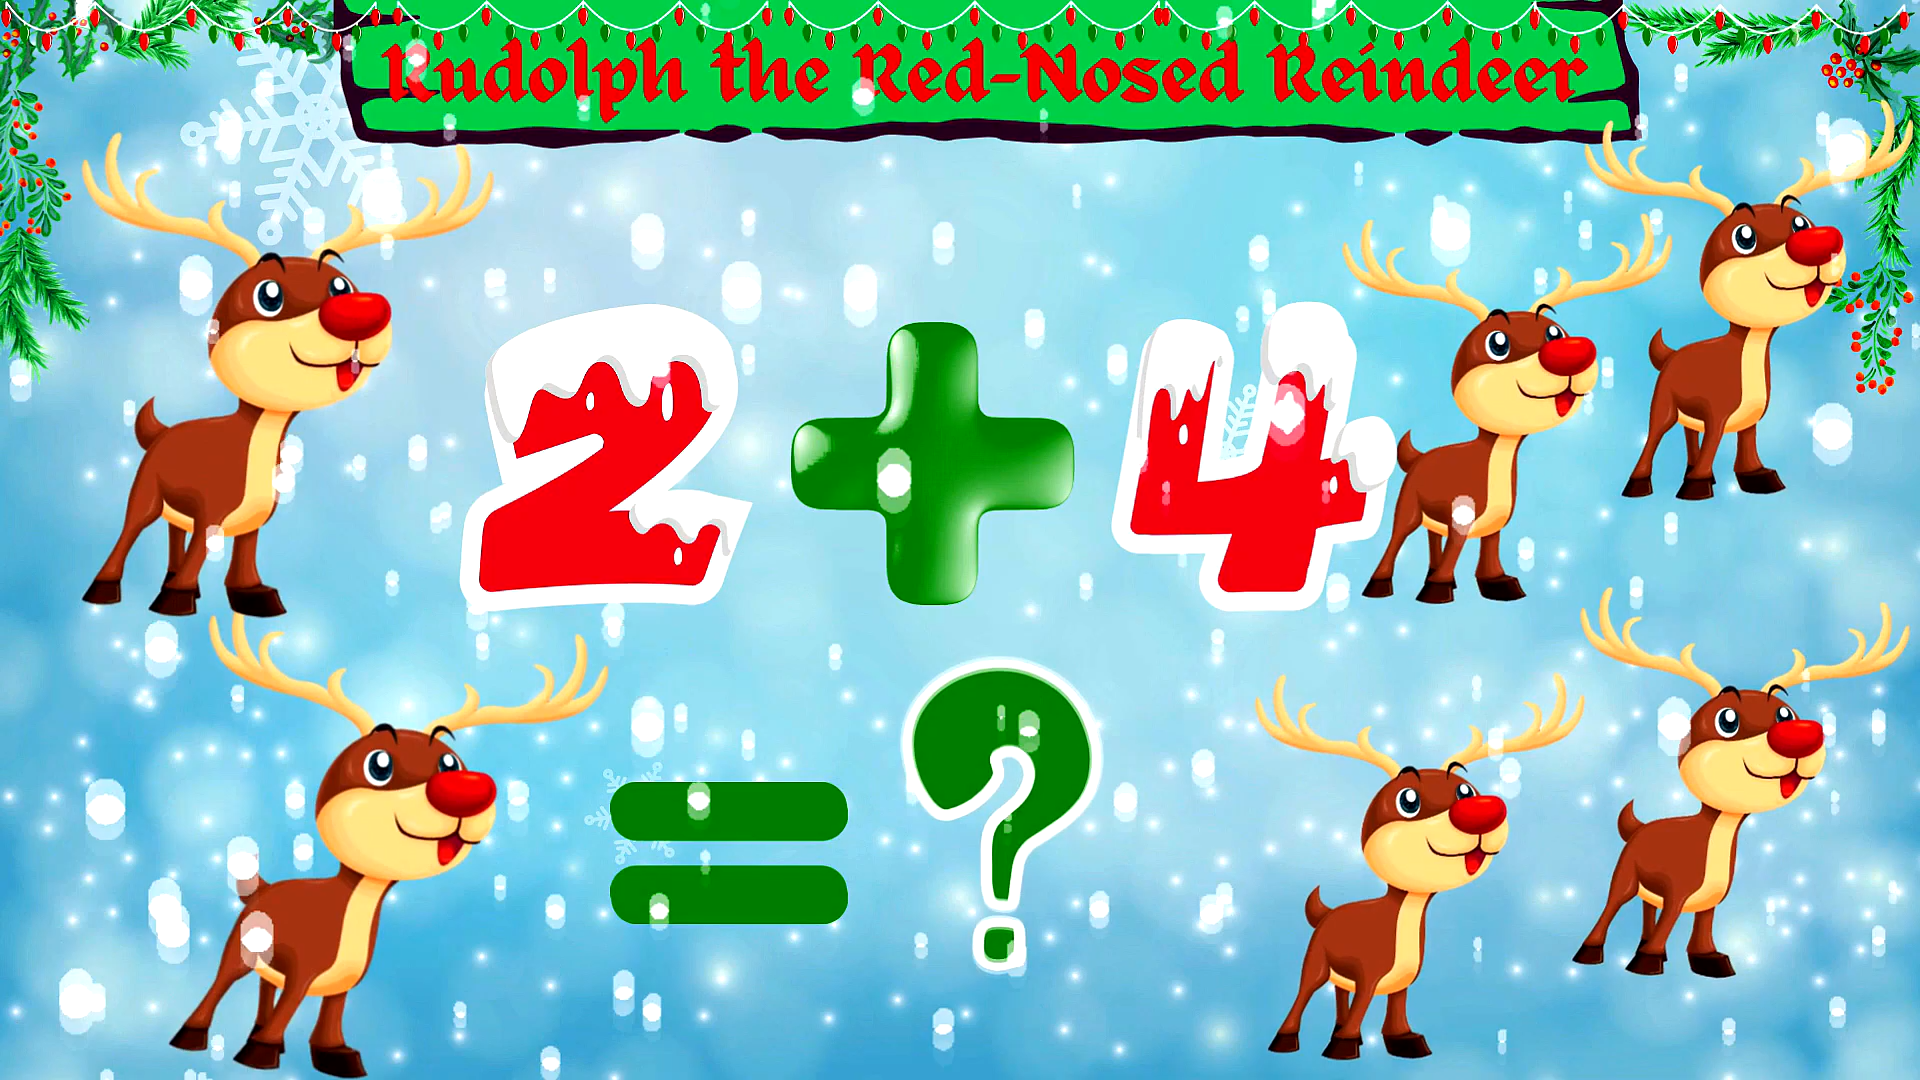 Rudolph the Red-Nosed Reindeer
2 + 4
= ?